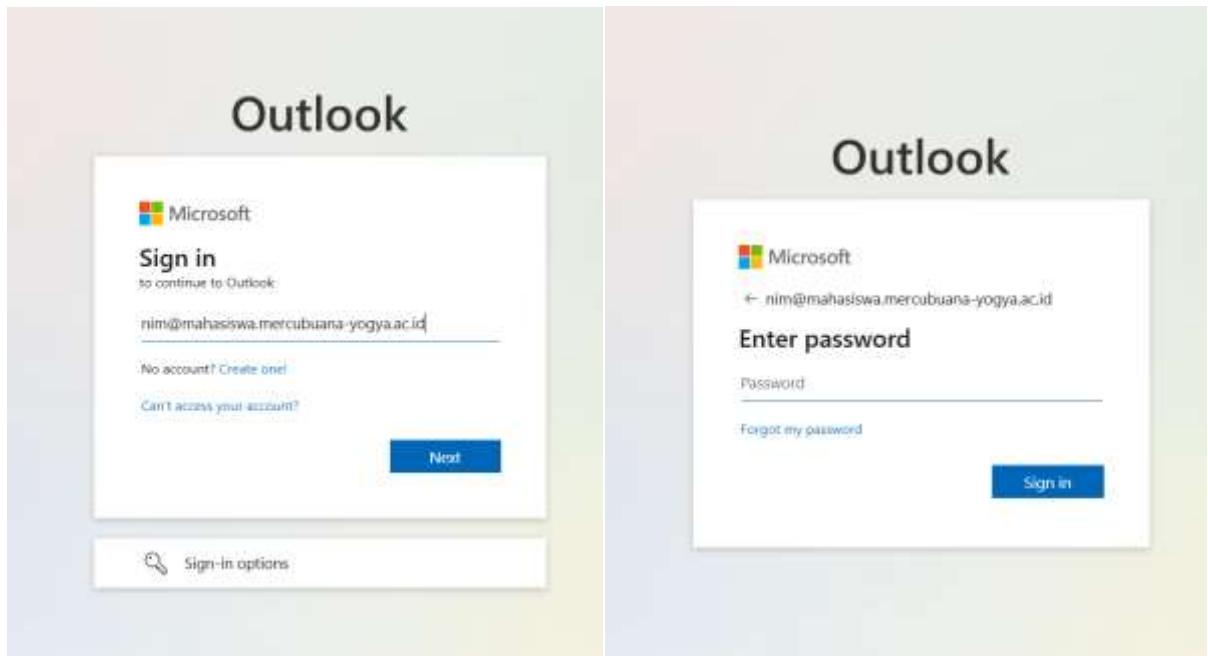 Outlook
Microsoft
Sign in
to continue to Outlook
nim@mahasiswa.mercubuana-yogya.ac.id
No account? Create one!
Can't access your account?
Next
Sign-in options
Outlook
Microsoft
← nim@mahasiswa.mercubuana-yogya.ac.id
Enter password
Password
Forgot my password
Sign in